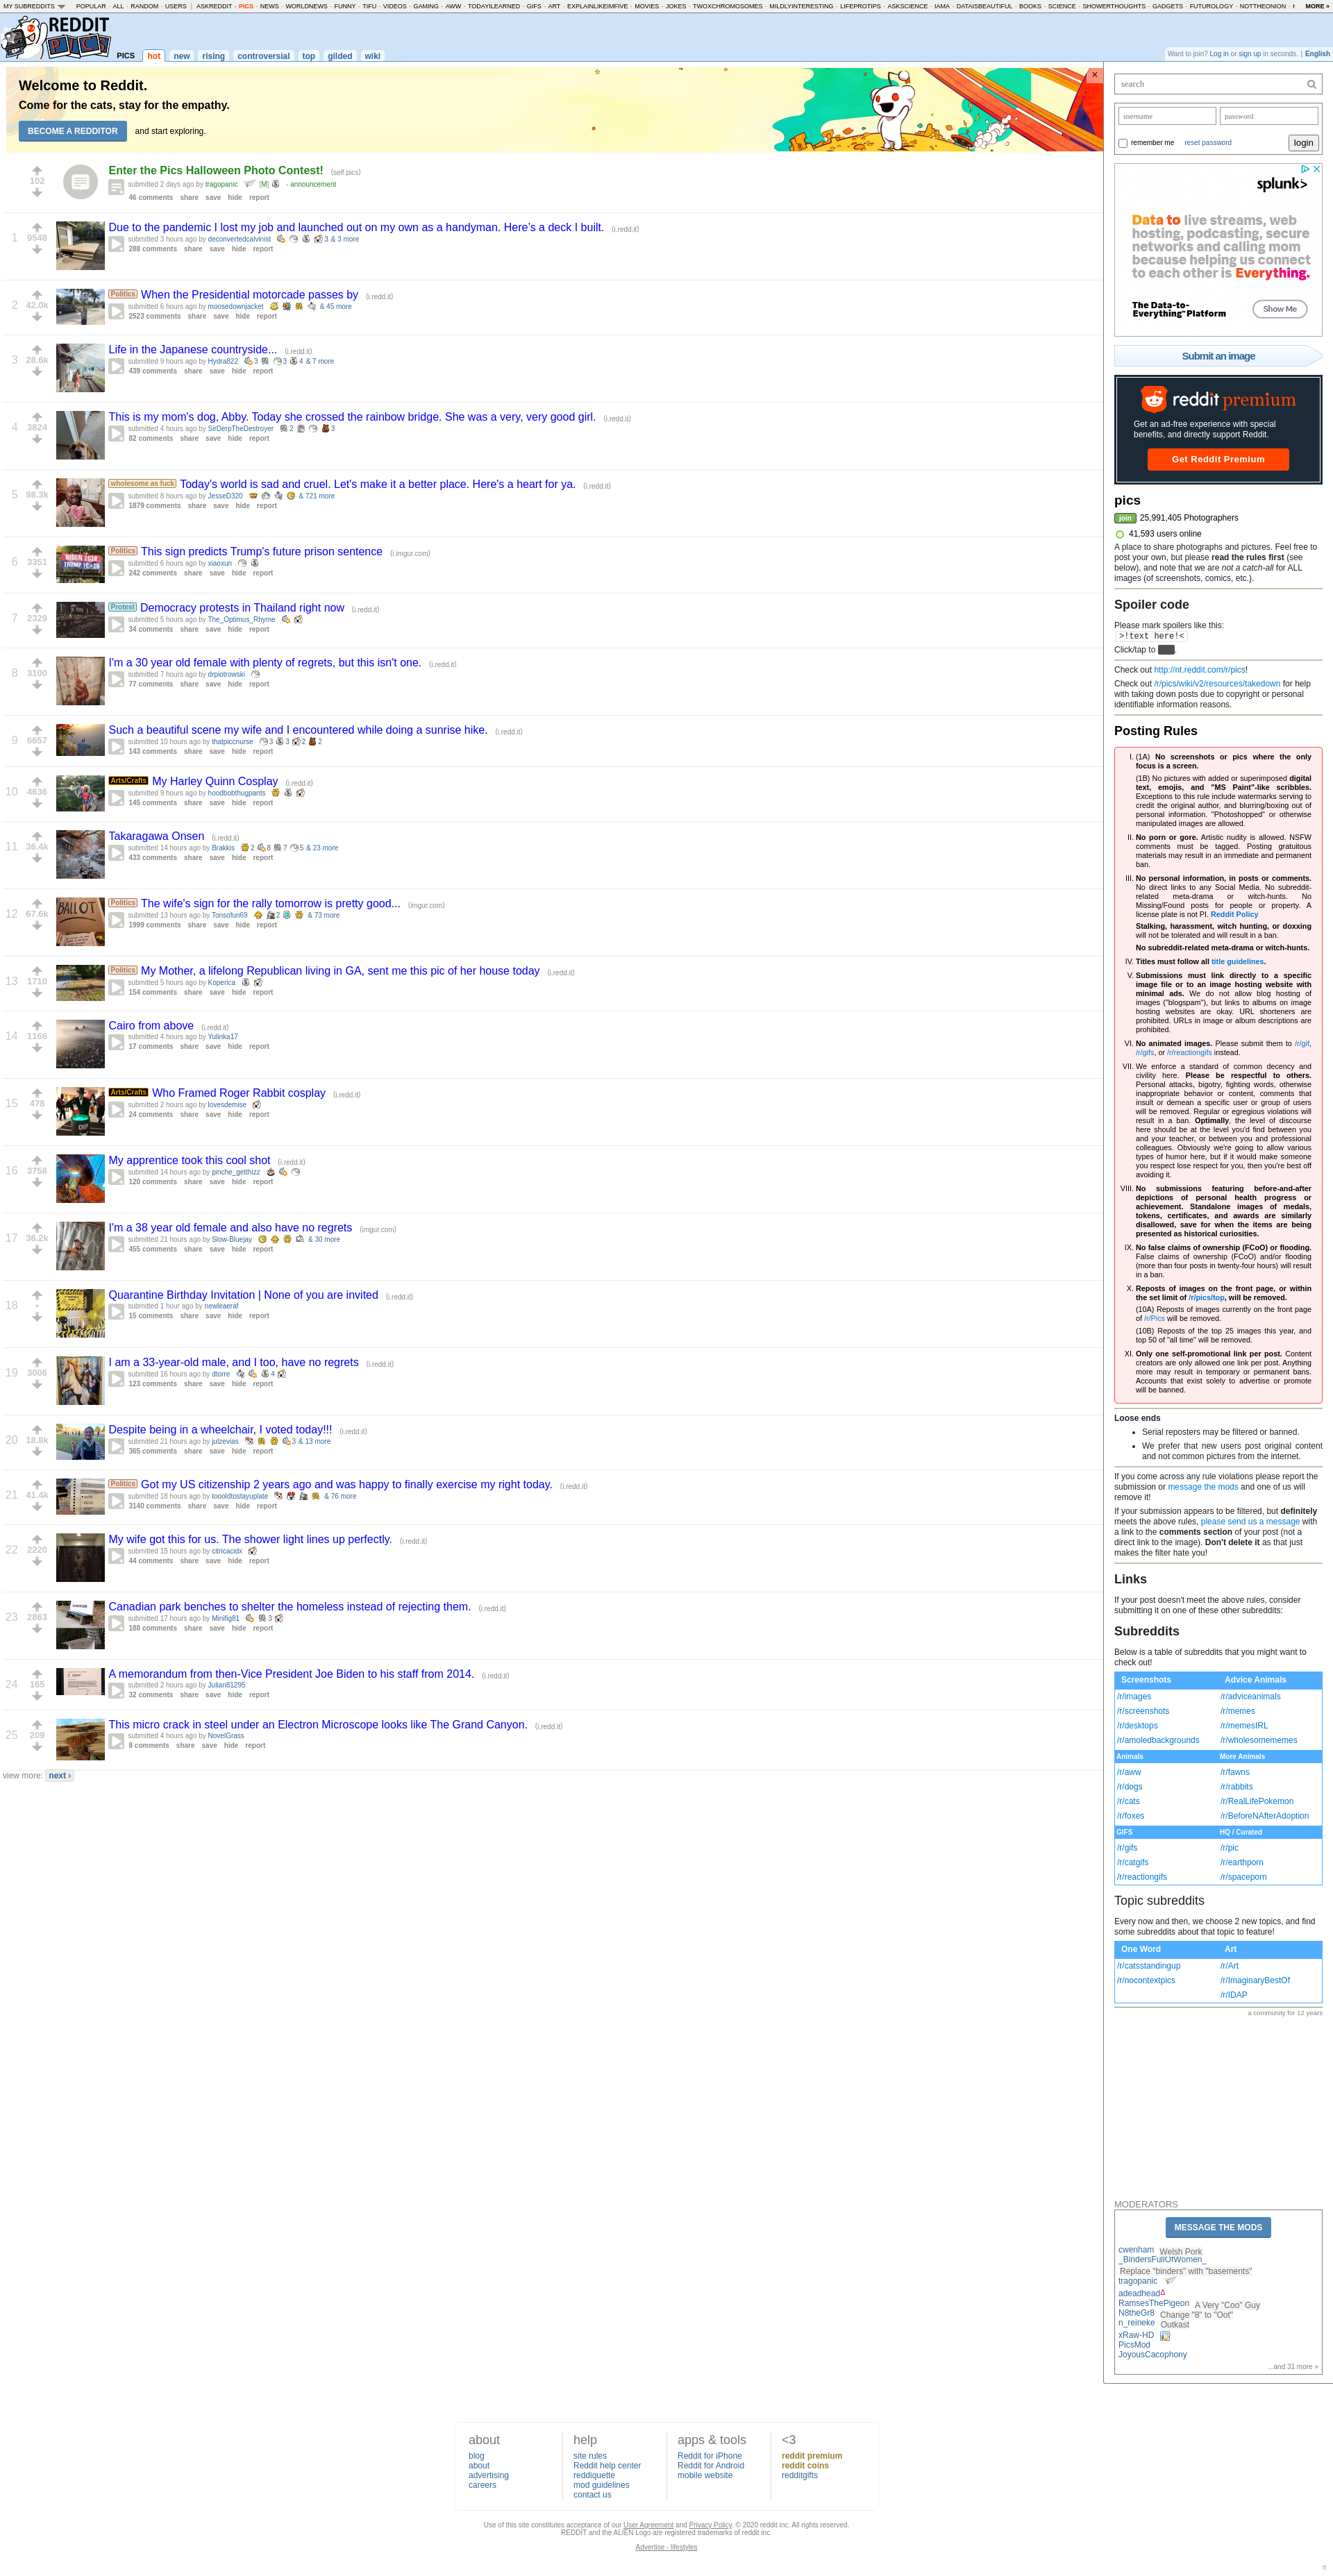 MY SUBREDDITS POPULAR - ALL - RANDOM - USERS | ASKREDDIT - PICS - NEWS - WORLDNEWS - FUNNY - TIFU - VIDEOS - GAMING - AWW - TODAYILEARNED - GIFS - ART - EXPLAINLIKEIMFIVE - MOVIES - JOKES - TWOXCHROMOSOMES - MILDLYINTERESTING - LIFEPROTIPS - ASKSCIENCE - IAMA - DATAISBEAUTIFUL - BOOKS - SCIENCE - SHOWERTHOUGHTS - GADGETS - FUTUROLOGY - NOTTHEONION - MORE »
REDDIT PICS
PICS hot new rising controversial top gilded wiki
Want to join? Log in or sign up in seconds. | English
Welcome to Reddit.
Come for the cats, stay for the empathy.
BECOME A REDDITOR and start exploring.
102
Enter the Pics Halloween Photo Contest! (self.pics)
submitted 2 days ago by tragopanic [M] - announcement
46 comments share save hide report
1 9548
Due to the pandemic I lost my job and launched out on my own as a handyman. Here's a deck I built. (i.redd.it)
submitted 3 hours ago by deconvertedcalvinist 3 & 3 more
288 comments share save hide report
2 42.0k
Politics When the Presidential motorcade passes by (i.redd.it)
submitted 6 hours ago by moosedownjacket & 45 more
2523 comments share save hide report
3 28.6k
Life in the Japanese countryside... (i.redd.it)
submitted 9 hours ago by Hydra822 3 3 4 & 7 more
439 comments share save hide report
4 3824
This is my mom's dog, Abby. Today she crossed the rainbow bridge. She was a very, very good girl. (i.redd.it)
submitted 4 hours ago by SirDerpTheDestroyer 2 3
82 comments share save hide report
5 98.3k
wholesome as fuck Today's world is sad and cruel. Let's make it a better place. Here's a heart for ya. (i.redd.it)
submitted 8 hours ago by JesseD320 & 721 more
1879 comments share save hide report
6 3351
Politics This sign predicts Trump's future prison sentence (i.imgur.com)
submitted 6 hours ago by xiaoxun
242 comments share save hide report
7 2329
Protest Democracy protests in Thailand right now (i.redd.it)
submitted 5 hours ago by The_Optimus_Rhyme
34 comments share save hide report
8 3100
I'm a 30 year old female with plenty of regrets, but this isn't one. (i.redd.it)
submitted 7 hours ago by drpiotrowski
77 comments share save hide report
9 6657
Such a beautiful scene my wife and I encountered while doing a sunrise hike. (i.redd.it)
submitted 10 hours ago by thatpiccnurse 3 3 2 2
143 comments share save hide report
10 4636
Arts/Crafts My Harley Quinn Cosplay (i.redd.it)
submitted 9 hours ago by hoodbobthugpants
145 comments share save hide report
11 36.4k
Takaragawa Onsen (i.redd.it)
submitted 14 hours ago by Brakkis 2 8 7 5 & 23 more
433 comments share save hide report
12 67.6k
BALLOT
Politics The wife's sign for the rally tomorrow is pretty good... (imgur.com)
submitted 13 hours ago by Tonsofun69 2 & 73 more
1999 comments share save hide report
13 1710
Politics My Mother, a lifelong Republican living in GA, sent me this pic of her house today (i.redd.it)
submitted 5 hours ago by Koperica
154 comments share save hide report
14 1166
Cairo from above (i.redd.it)
submitted 4 hours ago by Yulinka17
17 comments share save hide report
15 478
Arts/Crafts Who Framed Roger Rabbit cosplay (i.redd.it)
submitted 2 hours ago by lovesdemise
24 comments share save hide report
16 3758
My apprentice took this cool shot (i.redd.it)
submitted 14 hours ago by pinche_getthizz
120 comments share save hide report
17 36.2k
I'm a 38 year old female and also have no regrets (imgur.com)
submitted 21 hours ago by Slow-Bluejay & 30 more
455 comments share save hide report
18 •
Quarantine Birthday Invitation | None of you are invited (i.redd.it)
submitted 1 hour ago by newleaeraf
15 comments share save hide report
19 3006
I am a 33-year-old male, and I too, have no regrets (i.redd.it)
submitted 16 hours ago by dtorre 4
123 comments share save hide report
20 18.8k
Despite being in a wheelchair, I voted today!!! (i.redd.it)
submitted 21 hours ago by julzevias 3 & 13 more
365 comments share save hide report
21 41.4k
Politics Got my US citizenship 2 years ago and was happy to finally exercise my right today. (i.redd.it)
submitted 18 hours ago by toooldtostayuplate & 76 more
3140 comments share save hide report
22 2220
My wife got this for us. The shower light lines up perfectly. (i.redd.it)
submitted 15 hours ago by citricacidx
44 comments share save hide report
23 2863
Canadian park benches to shelter the homeless instead of rejecting them. (i.redd.it)
submitted 17 hours ago by Minifig81 3
188 comments share save hide report
24 165
A memorandum from then-Vice President Joe Biden to his staff from 2014. (i.redd.it)
submitted 2 hours ago by Julian81295
32 comments share save hide report
25 209
This micro crack in steel under an Electron Microscope looks like The Grand Canyon. (i.redd.it)
submitted 4 hours ago by NovelGrass
8 comments share save hide report
view more: next ›
search
username password
remember me reset password login
splunk>
Data to live streams, web
hosting, podcasting, secure
networks and calling mom
because helping us connect
to each other is Everything.
The Data-to-
Everything™ Platform
Show Me
Submit an image
reddit premium
Get an ad-free experience with special
benefits, and directly support Reddit.
Get Reddit Premium
pics
join 25,991,405 Photographers
41,593 users online
A place to share photographs and pictures. Feel free to
post your own, but please read the rules first (see
below), and note that we are not a catch-all for ALL
images (of screenshots, comics, etc.).
Spoiler code
Please mark spoilers like this:
>!text here!<
Click/tap to .
Check out http://nt.reddit.com/r/pics!
Check out /r/pics/wiki/v2/resources/takedown for help
with taking down posts due to copyright or personal
identifiable information reasons.
Posting Rules
I. (1A) No screenshots or pics where the only
focus is a screen.
(1B) No pictures with added or superimposed digital
text, emojis, and "MS Paint"-like scribbles.
Exceptions to this rule include watermarks serving to
credit the original author, and blurring/boxing out of
personal information. "Photoshopped" or otherwise
manipulated images are allowed.
II. No porn or gore. Artistic nudity is allowed. NSFW
comments must be tagged. Posting gratuitous
materials may result in an immediate and permanent
ban.
III. No personal information, in posts or comments.
No direct links to any Social Media. No subreddit-
related meta-drama or witch-hunts. No
Missing/Found posts for people or property. A
license plate is not PI. Reddit Policy
Stalking, harassment, witch hunting, or doxxing
will not be tolerated and will result in a ban.
No subreddit-related meta-drama or witch-hunts.
IV. Titles must follow all title guidelines.
V. Submissions must link directly to a specific
image file or to an image hosting website with
minimal ads. We do not allow blog hosting of
images ("blogspam"), but links to albums on image
hosting websites are okay. URL shorteners are
prohibited. URLs in image or album descriptions are
prohibited.
VI. No animated images. Please submit them to /r/gif,
/r/gifs, or /r/reactiongifs instead.
VII. We enforce a standard of common decency and
civility here. Please be respectful to others.
Personal attacks, bigotry, fighting words, otherwise
inappropriate behavior or content, comments that
insult or demean a specific user or group of users
will be removed. Regular or egregious violations will
result in a ban. Optimally, the level of discourse
here should be at the level you'd find between you
and your teacher, or between you and professional
colleagues. Obviously we're going to allow various
types of humor here, but if it would make someone
you respect lose respect for you, then you're best off
avoiding it.
VIII. No submissions featuring before-and-after
depictions of personal health progress or
achievement. Standalone images of medals,
tokens, certificates, and awards are similarly
disallowed, save for when the items are being
presented as historical curiosities.
IX. No false claims of ownership (FCoO) or flooding.
False claims of ownership (FCoO) and/or flooding
(more than four posts in twenty-four hours) will result
in a ban.
X. Reposts of images on the front page, or within
the set limit of /r/pics/top, will be removed.
(10A) Reposts of images currently on the front page
of /r/Pics will be removed.
(10B) Reposts of the top 25 images this year, and
top 50 of "all time" will be removed.
XI. Only one self-promotional link per post. Content
creators are only allowed one link per post. Anything
more may result in temporary or permanent bans.
Accounts that exist solely to advertise or promote
will be banned.
Loose ends
• Serial reposters may be filtered or banned.
• We prefer that new users post original content
and not common pictures from the internet.
If you come across any rule violations please report the
submission or message the mods and one of us will
remove it!
If your submission appears to be filtered, but definitely
meets the above rules, please send us a message with
a link to the comments section of your post (not a
direct link to the image). Don't delete it as that just
makes the filter hate you!
Links
If your post doesn't meet the above rules, consider
submitting it on one of these other subreddits:
Subreddits
Below is a table of subreddits that you might want to
check out!
Screenshots Advice Animals
/r/images /r/adviceanimals
/r/screenshots /r/memes
/r/desktops /r/memesIRL
/r/amoledbackgrounds /r/wholesomememes
Animals More Animals
/r/aww /r/fawns
/r/dogs /r/rabbits
/r/cats /r/RealLifePokemon
/r/foxes /r/BeforeNAfterAdoption
GIFS HQ / Curated
/r/gifs /r/pic
/r/catgifs /r/earthporn
/r/reactiongifs /r/spaceporn
Topic subreddits
Every now and then, we choose 2 new topics, and find
some subreddits about that topic to feature!
One Word Art
/r/catsstandingup /r/Art
/r/nocontextpics /r/ImaginaryBestOf
/r/IDAP
a community for 12 years
MODERATORS
MESSAGE THE MODS
cwenham Welsh Pork
_BindersFullOfWomen_
Replace "binders" with "basements"
tragopanic
adeadhead Δ
RamsesThePigeon A Very "Coo" Guy
N8theGr8 Change "8" to "Oot"
n_reineke Outkast
xRaw-HD
PicsMod
JoyousCacophony
...and 31 more »
about help apps & tools <3
blog site rules Reddit for iPhone reddit premium
about Reddit help center Reddit for Android reddit coins
advertising reddiquette mobile website redditgifts
careers mod guidelines
contact us
Use of this site constitutes acceptance of our User Agreement and Privacy Policy. © 2020 reddit inc. All rights reserved.
REDDIT and the ALIEN Logo are registered trademarks of reddit inc.
Advertise - lifestyles